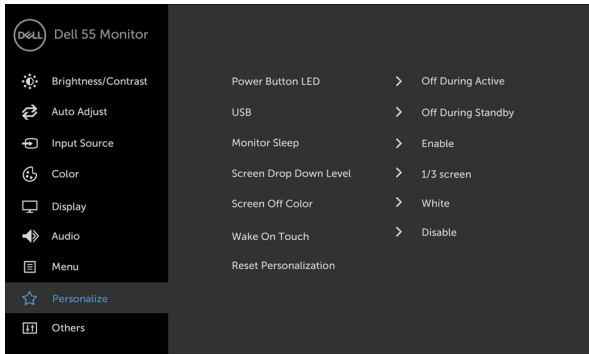 DELL Dell 55 Monitor
Brightness/Contrast
Auto Adjust
Input Source
Color
Display
Audio
Menu
Personalize
Others
Power Button LED Off During Active
USB Off During Standby
Monitor Sleep Enable
Screen Drop Down Level 1/3 screen
Screen Off Color White
Wake On Touch Disable
Reset Personalization